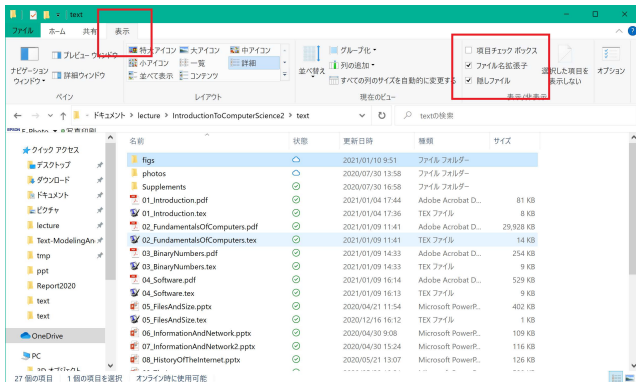 text
ファイル ホーム 共有 表示
ナビゲーション ウィンドウ プレビュー ウィンドウ 詳細ウィンドウ
ペイン
特大アイコン 大アイコン 中アイコン
小アイコン 一覧 詳細
並べて表示 コンテンツ
レイアウト
並べ替え グループ化
列の追加
すべての列のサイズを自動的に変更する
現在のビュー
項目チェック ボックス
ファイル名拡張子
隠しファイル
選択した項目を表示しない
表示/非表示
オプション
ドキュメント > lecture > IntroductionToComputerScience2 > text textの検索
クイック アクセス
デスクトップ
ダウンロード
ドキュメント
ピクチャ
lecture
Text-ModelingAn
tmp
ppt
Report2020
text
text
OneDrive
PC
名前 状態 更新日時 種類 サイズ
figs 2021/01/10 9:51 ファイル フォルダー
photos 2020/07/30 13:58 ファイル フォルダー
Supplements 2020/07/30 16:58 ファイル フォルダー
01_Introduction.pdf 2021/01/04 17:44 Adobe Acrobat D... 81 KB
01_Introduction.tex 2021/01/04 17:36 TEX ファイル 8 KB
02_FundamentalsOfComputers.pdf 2021/01/09 11:41 Adobe Acrobat D... 29,928 KB
02_FundamentalsOfComputers.tex 2021/01/09 11:41 TEX ファイル 14 KB
03_BinaryNumbers.pdf 2021/01/09 14:33 Adobe Acrobat D... 254 KB
03_BinaryNumbers.tex 2021/01/09 14:33 TEX ファイル 9 KB
04_Software.pdf 2021/01/09 16:14 Adobe Acrobat D... 529 KB
04_Software.tex 2021/01/09 16:13 TEX ファイル 9 KB
05_FilesAndSize.pptx 2020/04/21 11:54 Microsoft PowerP... 402 KB
05_FilesAndSize.tex 2020/12/16 16:12 TEX ファイル 1 KB
06_InformationAndNetwork.pptx 2020/04/30 9:08 Microsoft PowerP... 109 KB
07_InformationAndNetwork2.pptx 2020/04/30 15:24 Microsoft PowerP... 116 KB
08_HistoryOfTheInternet.pptx 2020/05/21 13:07 Microsoft PowerP... 126 KB
27 個の項目 1 個の項目を選択 オンライン時に使用可能